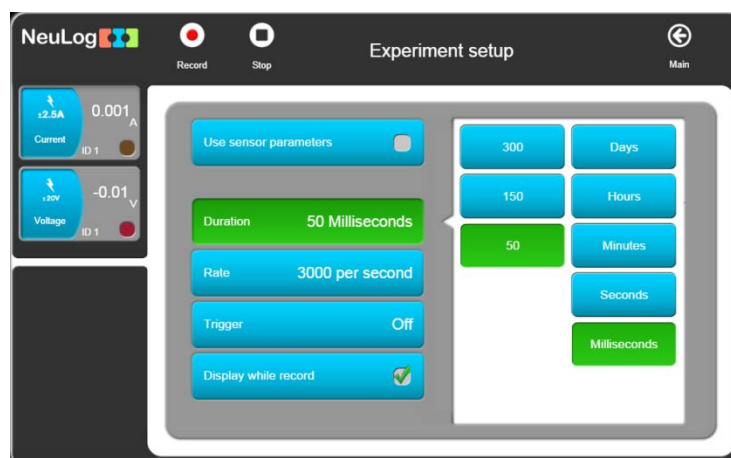 NeuLog
Record
Stop
Experiment setup
Main
±2.5A
0.001 A
Current
ID 1
±20V
-0.01 V
Voltage
ID 1
Use sensor parameters
Duration 50 Milliseconds
Rate 3000 per second
Trigger Off
Display while record
300 Days
150 Hours
50 Minutes
Seconds
Milliseconds